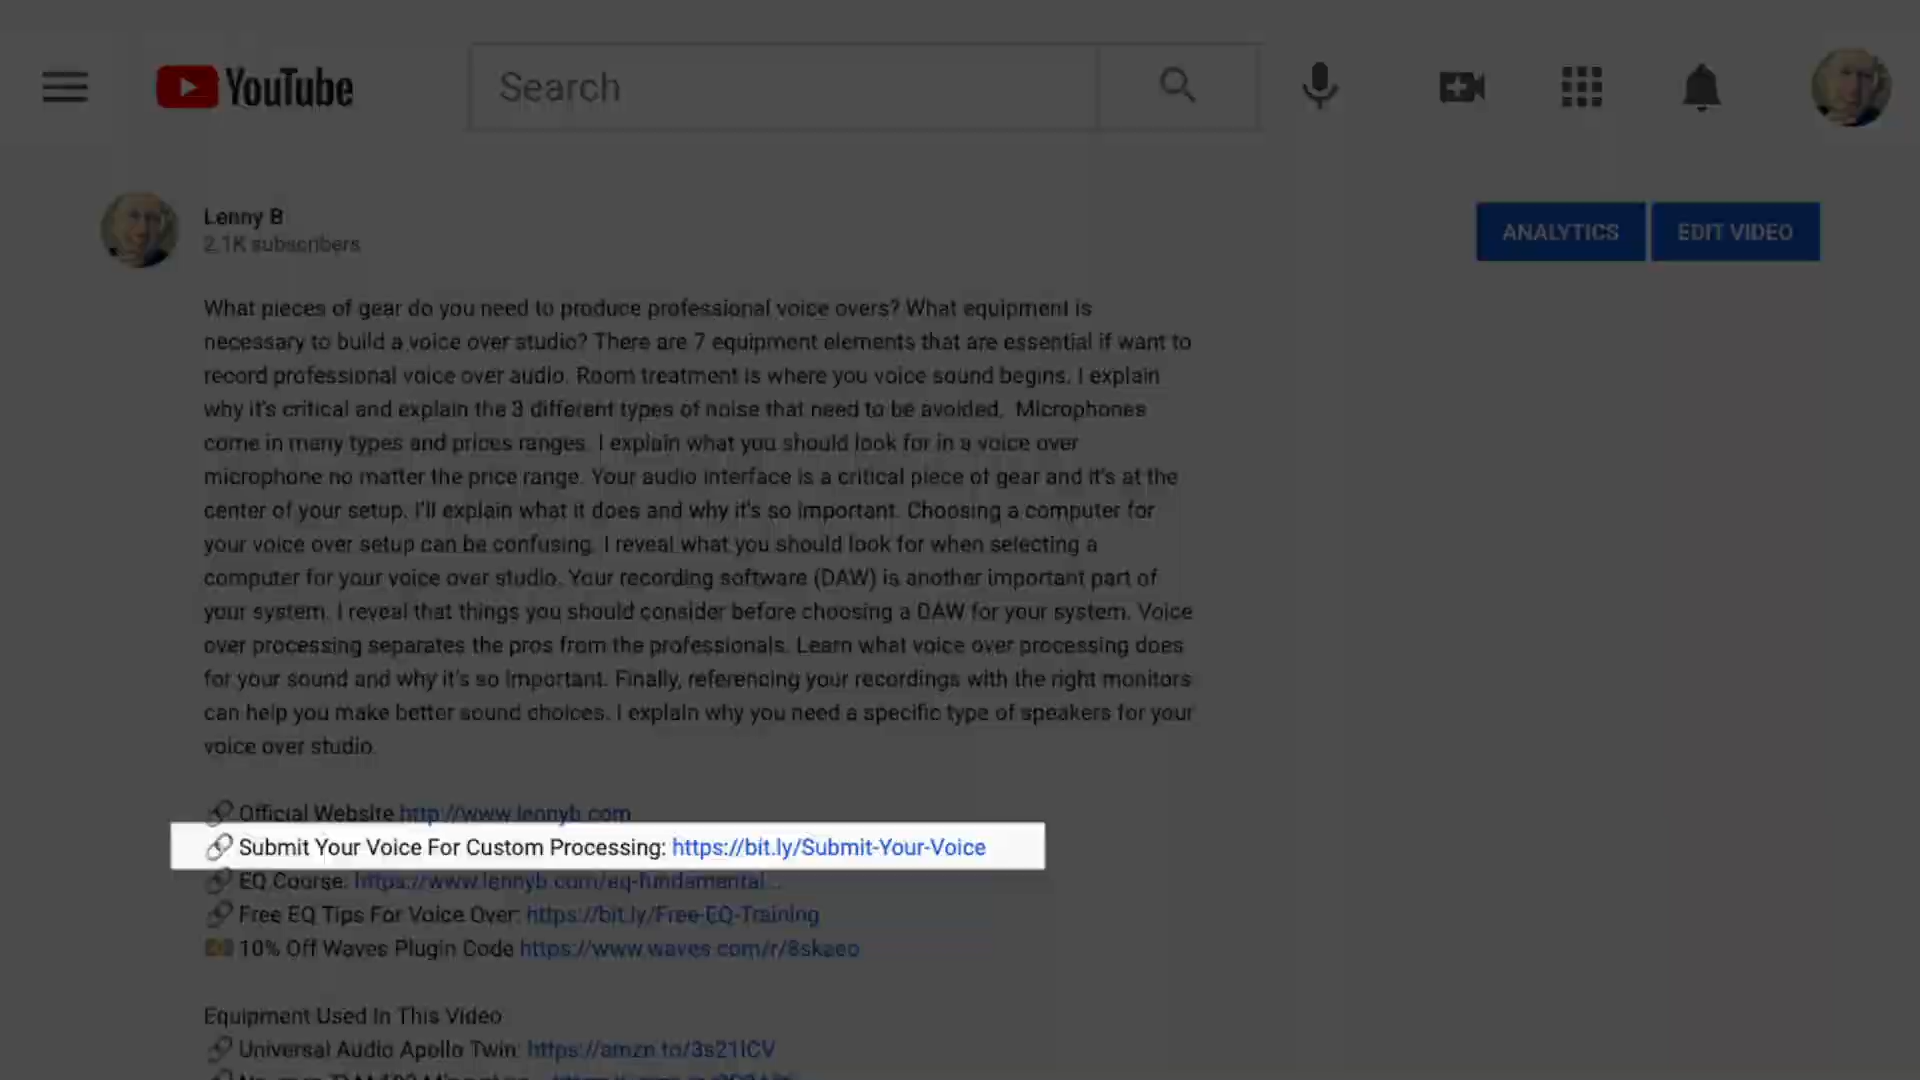 YouTube
Search
Lenny B
2.1K subscribers
ANALYTICS
EDIT VIDEO
What pieces of gear do you need to produce professional voice overs? What equipment is
necessary to build a voice over studio? There are 7 equipment elements that are essential if want to
record professional voice over audio. Room treatment is where you voice sound begins. I explain
why it's critical and explain the 3 different types of noise that need to be avoided. Microphones
come in many types and prices ranges. I explain what you should look for in a voice over
microphone no matter the price range. Your audio interface is a critical piece of gear and it's at the
center of your setup. I'll explain what it does and why it's so important. Choosing a computer for
your voice over setup can be confusing. I reveal what you should look for when selecting a
computer for your voice over studio. Your recording software (DAW) is another important part of
your system. I reveal that things you should consider before choosing a DAW for your system. Voice
over processing separates the pros from the professionals. Learn what voice over processing does
for your sound and why it's so important. Finally, referencing your recordings with the right monitors
can help you make better sound choices. I explain why you need a specific type of speakers for your
voice over studio.
Official Website http://www.lennyb.com
Submit Your Voice For Custom Processing: https://bit.ly/Submit-Your-Voice
EQ Course: https://www.lennyb.com/eq-fundamental...
Free EQ Tips For Voice Over: https://bit.ly/Free-EQ-Training
10% Off Waves Plugin Code https://www.waves.com/r/8skaeo
Equipment Used In This Video
Universal Audio Apollo Twin: https://amzn.to/3s21ICV